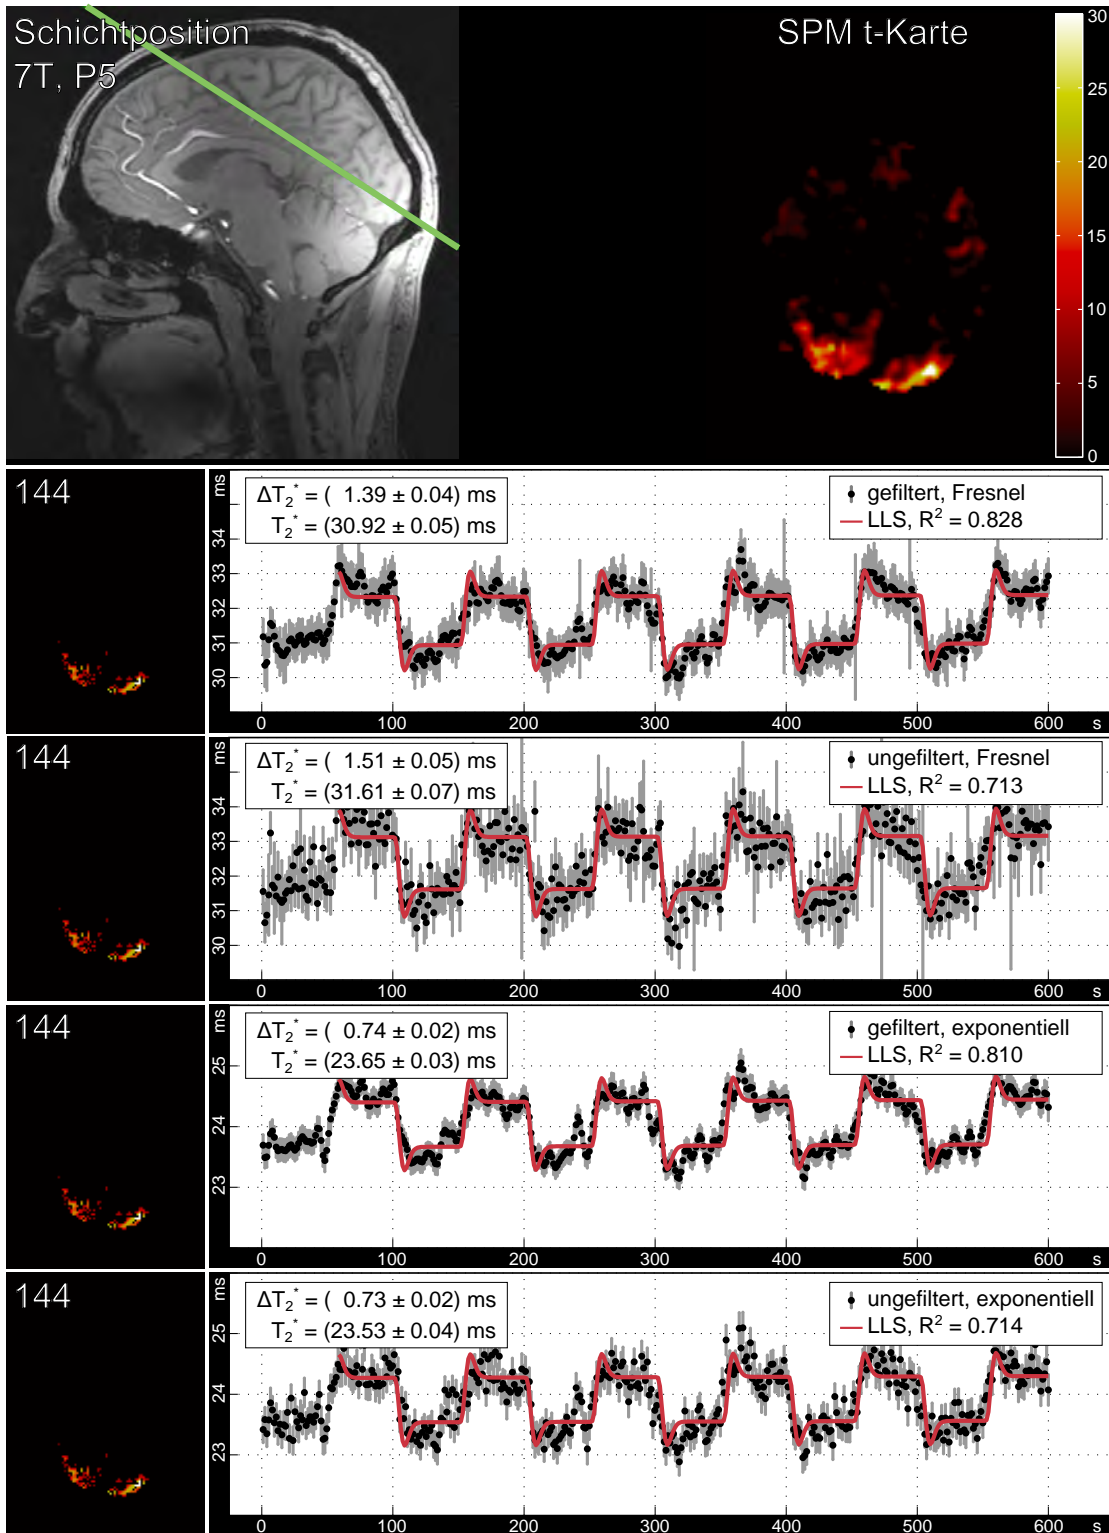 Schichtposition
7T, P5
SPM t-Karte
30
25
20
15
10
5
0
144
ms
34
33
32
31
30
ΔT₂* = ( 1.39 ± 0.04) ms
T₂* = (30.92 ± 0.05) ms
gefiltert, Fresnel
LLS, R² = 0.828
0 100 200 300 400 500 600 s
144
ms
34
33
32
31
30
ΔT₂* = ( 1.51 ± 0.05) ms
T₂* = (31.61 ± 0.07) ms
ungefiltert, Fresnel
LLS, R² = 0.713
0 100 200 300 400 500 600 s
144
ms
25
24
23
ΔT₂* = ( 0.74 ± 0.02) ms
T₂* = (23.65 ± 0.03) ms
gefiltert, exponentiell
LLS, R² = 0.810
0 100 200 300 400 500 600 s
144
ms
25
24
23
ΔT₂* = ( 0.73 ± 0.02) ms
T₂* = (23.53 ± 0.04) ms
ungefiltert, exponentiell
LLS, R² = 0.714
0 100 200 300 400 500 600 s